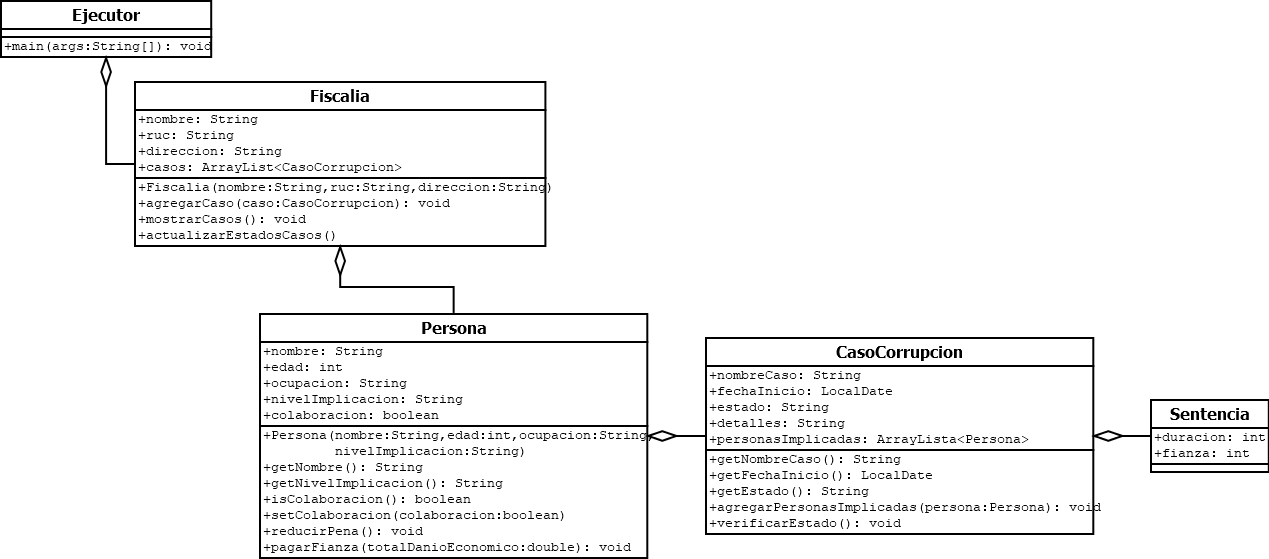 Ejecutor
+main(args:String[]): void
Fiscalia
+nombre: String
+ruc: String
+direccion: String
+casos: ArrayList<CasoCorrupcion>
+Fiscalia(nombre:String,ruc:String,direccion:String)
+agregarCaso(caso:CasoCorrupcion): void
+mostrarCasos(): void
+actualizarEstadosCasos()
Persona
+nombre: String
+edad: int
+ocupacion: String
+nivelImplicacion: String
+colaboracion: boolean
+Persona(nombre:String,edad:int,ocupacion:String,
nivelImplicacion:String)
+getNombre(): String
+getNivelImplicacion(): String
+isColaboracion(): boolean
+setColaboracion(colaboracion:boolean)
+reducirPena(): void
+pagarFianza(totalDanioEconomico:double): void
CasoCorrupcion
+nombreCaso: String
+fechaInicio: LocalDate
+estado: String
+detalles: String
+personasImplicadas: ArrayLista<Persona>
+getNombreCaso(): String
+getFechaInicio(): LocalDate
+getEstado(): String
+agregarPersonasImplicadas(persona:Persona): void
+verificarEstado(): void
Sentencia
+duracion: int
+fianza: int